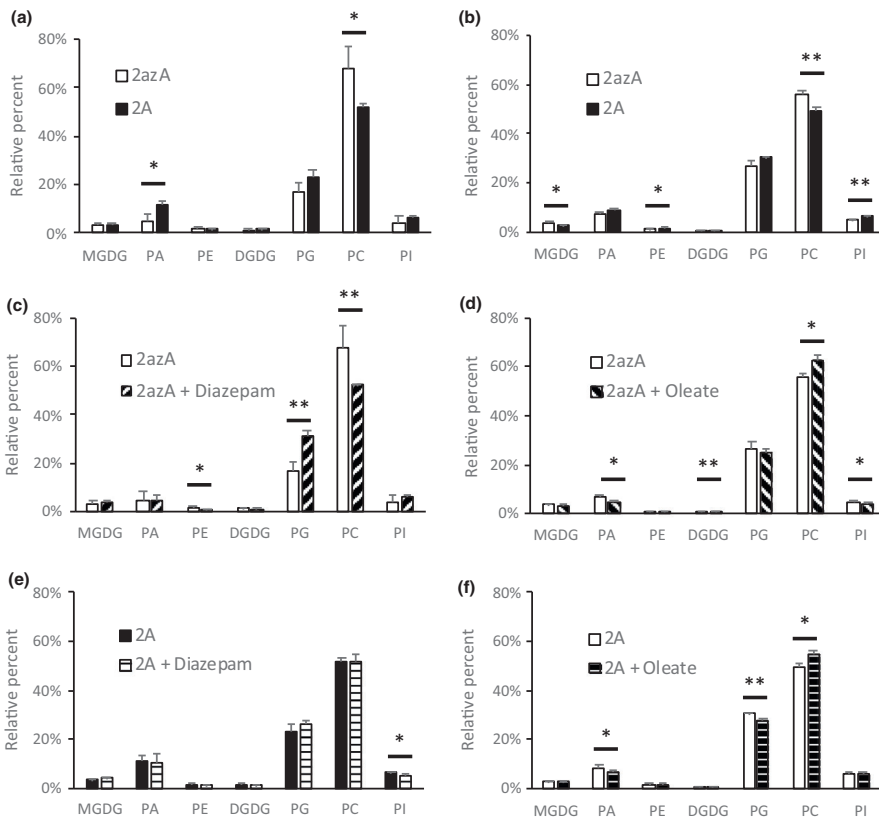 (a)
*
80%
60%
40%
20%
0%
Relative percent
2azA
2A
*
MGDG PA PE DGDG PG PC PI
(b)
**
80%
60%
40%
20%
0%
Relative percent
2azA
2A
* * **
MGDG PA PE DGDG PG PC PI
(c)
**
80%
60%
40%
20%
0%
Relative percent
2azA
2azA + Diazepam
**
*
MGDG PA PE DGDG PG PC PI
(d)
*
80%
60%
40%
20%
0%
Relative percent
2azA
2azA + Oleate
* ** *
MGDG PA PE DGDG PG PC PI
(e)
80%
60%
40%
20%
0%
Relative percent
2A
2A + Diazepam
*
MGDG PA PE DGDG PG PC PI
(f)
80%
60%
40%
20%
0%
Relative percent
2A
2A + Oleate
*
**
*
MGDG PA PE DGDG PG PC PI